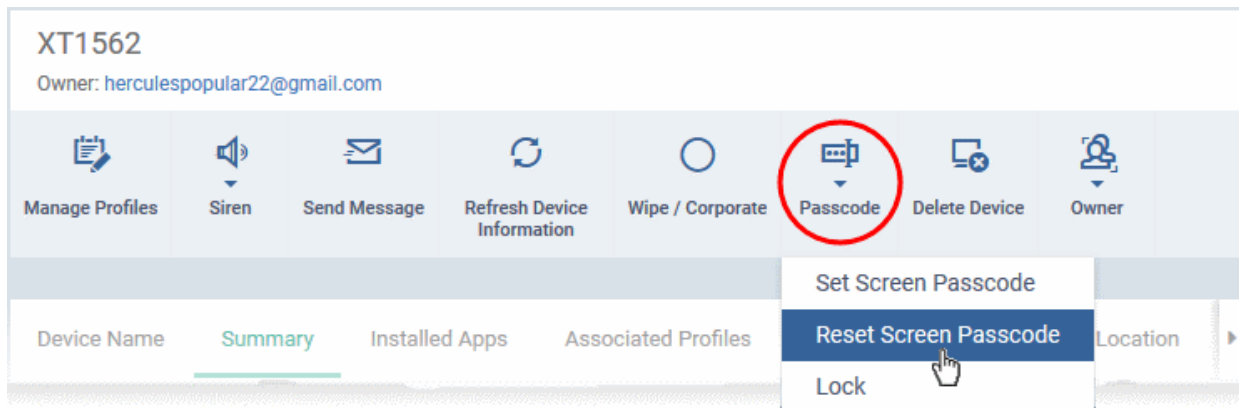 XT1562
Owner: herculespopular22@gmail.com
Manage Profiles
Siren
Send Message
Refresh Device
Information
Wipe / Corporate
Passcode
Delete Device
Owner
Set Screen Passcode
Reset Screen Passcode
Lock
Device Name
Summary
Installed Apps
Associated Profiles
Location